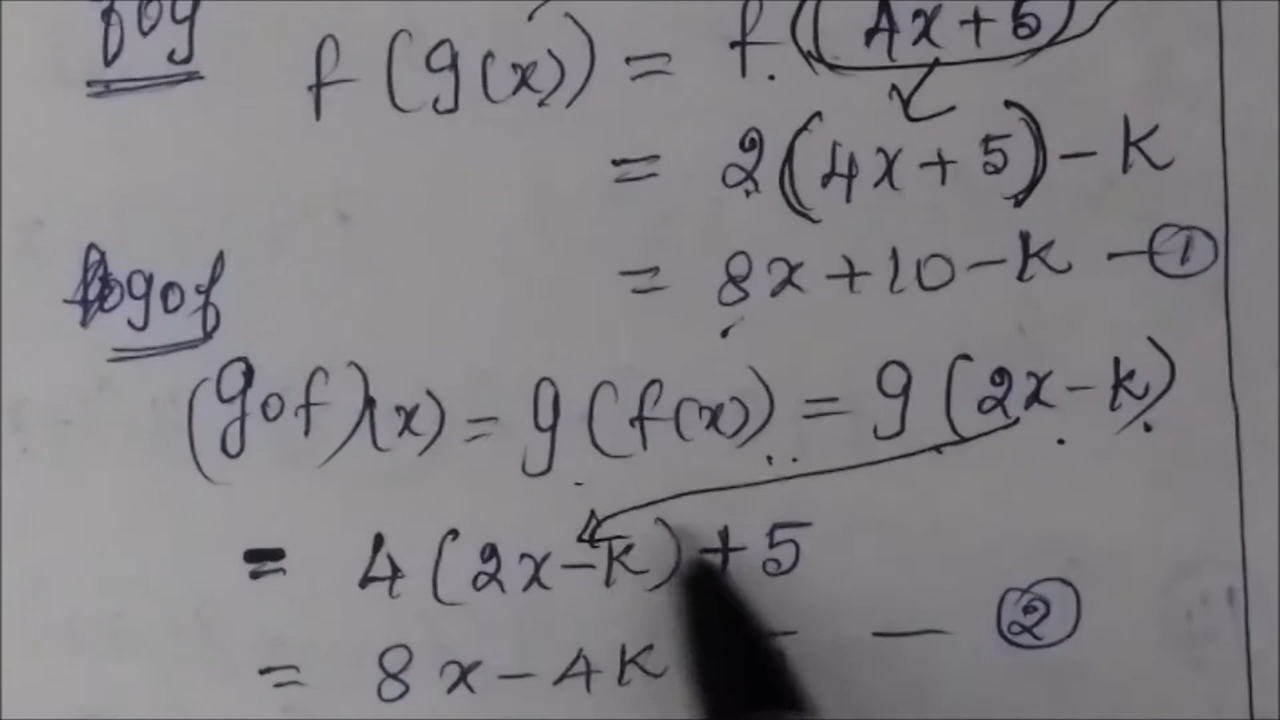 fog
f(g(x)) = f(4x+5)
= 2(4x+5)-K
= 8x+10-K -①
gof
(gof)(x) = g(f(x)) = g(2x-k)
= 4(2x-k)+5
= 8x-4K — ②